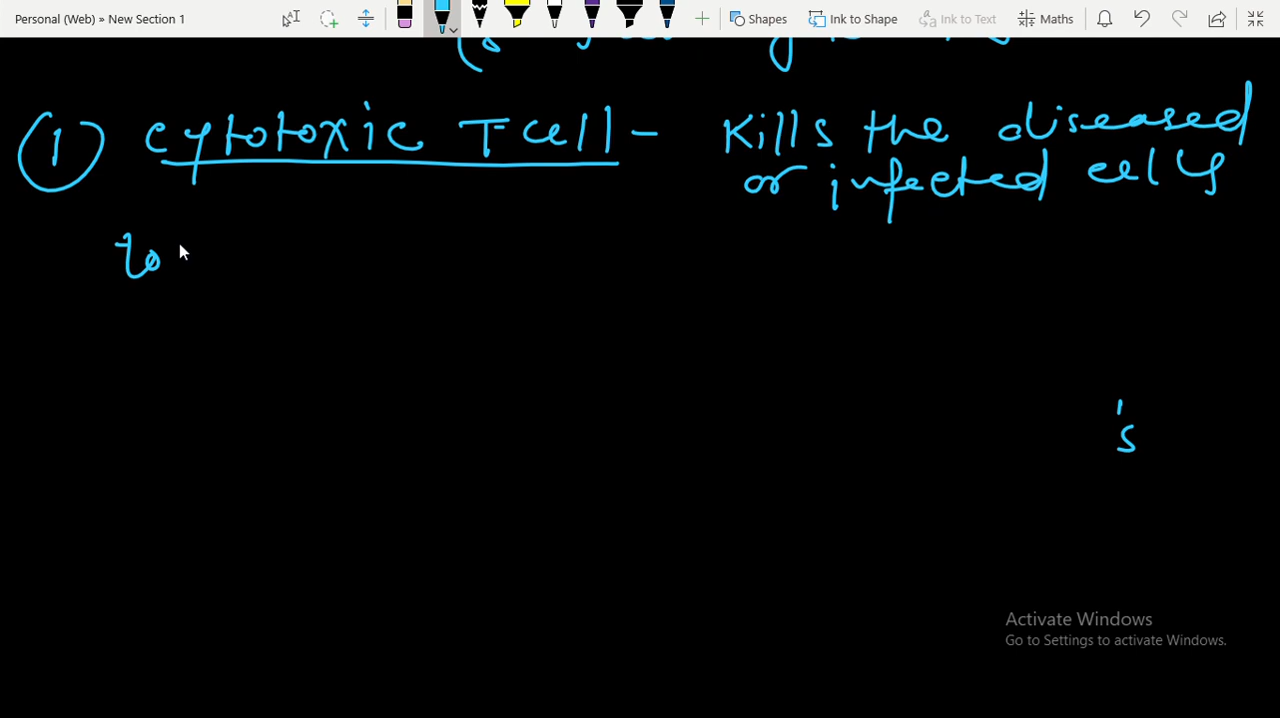 Personal (Web) » New Section 1
Shapes
Ink to Shape
Ink to Text
Maths
① Cytotoxic T cell - Kills the diseased
or infected cells
to
's
Activate Windows
Go to Settings to activate Windows.